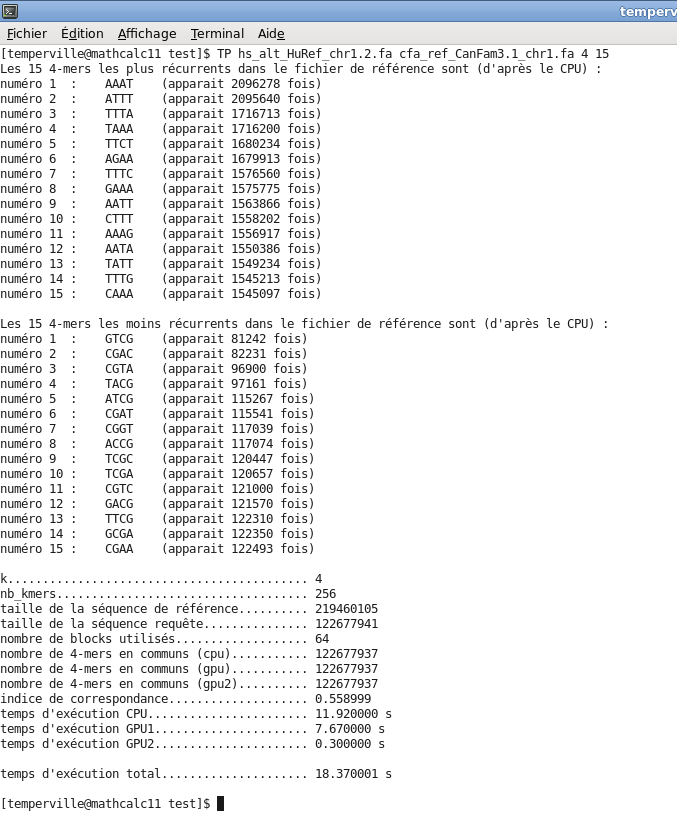 temperv
Fichier Édition Affichage Terminal Aide
[temperville@mathcalc11 test]$ TP hs_alt_HuRef_chr1.2.fa cfa_ref_CanFam3.1_chr1.fa 4 15
Les 15 4-mers les plus récurrents dans le fichier de référence sont (d'après le CPU) :
numéro 1  :    AAAT    (apparait 2096278 fois)
numéro 2  :    ATTT    (apparait 2095640 fois)
numéro 3  :    TTTA    (apparait 1716713 fois)
numéro 4  :    TAAA    (apparait 1716200 fois)
numéro 5  :    TTCT    (apparait 1680234 fois)
numéro 6  :    AGAA    (apparait 1679913 fois)
numéro 7  :    TTTC    (apparait 1576560 fois)
numéro 8  :    GAAA    (apparait 1575775 fois)
numéro 9  :    AATT    (apparait 1563866 fois)
numéro 10 :    CTTT    (apparait 1558202 fois)
numéro 11 :    AAAG    (apparait 1556917 fois)
numéro 12 :    AATA    (apparait 1550386 fois)
numéro 13 :    TATT    (apparait 1549234 fois)
numéro 14 :    TTTG    (apparait 1545213 fois)
numéro 15 :    CAAA    (apparait 1545097 fois)
Les 15 4-mers les moins récurrents dans le fichier de référence sont (d'après le CPU) :
numéro 1  :    GTCG    (apparait 81242 fois)
numéro 2  :    CGAC    (apparait 82231 fois)
numéro 3  :    CGTA    (apparait 96900 fois)
numéro 4  :    TACG    (apparait 97161 fois)
numéro 5  :    ATCG    (apparait 115267 fois)
numéro 6  :    CGAT    (apparait 115541 fois)
numéro 7  :    CGGT    (apparait 117039 fois)
numéro 8  :    ACCG    (apparait 117074 fois)
numéro 9  :    TCGC    (apparait 120447 fois)
numéro 10 :    TCGA    (apparait 120657 fois)
numéro 11 :    CGTC    (apparait 121000 fois)
numéro 12 :    GACG    (apparait 121570 fois)
numéro 13 :    TTCG    (apparait 122310 fois)
numéro 14 :    GCGA    (apparait 122350 fois)
numéro 15 :    CGAA    (apparait 122493 fois)
k........................................... 4
nb_kmers.................................... 256
taille de la séquence de référence.......... 219460105
taille de la séquence requête............... 122677941
nombre de blocks utilisés................... 64
nombre de 4-mers en communs (cpu)........... 122677937
nombre de 4-mers en communs (gpu)........... 122677937
nombre de 4-mers en communs (gpu2).......... 122677937
indice de correspondance.................... 0.558999
temps d'exécution CPU....................... 11.920000 s
temps d'exécution GPU1...................... 7.670000 s
temps d'exécution GPU2...................... 0.300000 s
temps d'exécution total..................... 18.370001 s
[temperville@mathcalc11 test]$